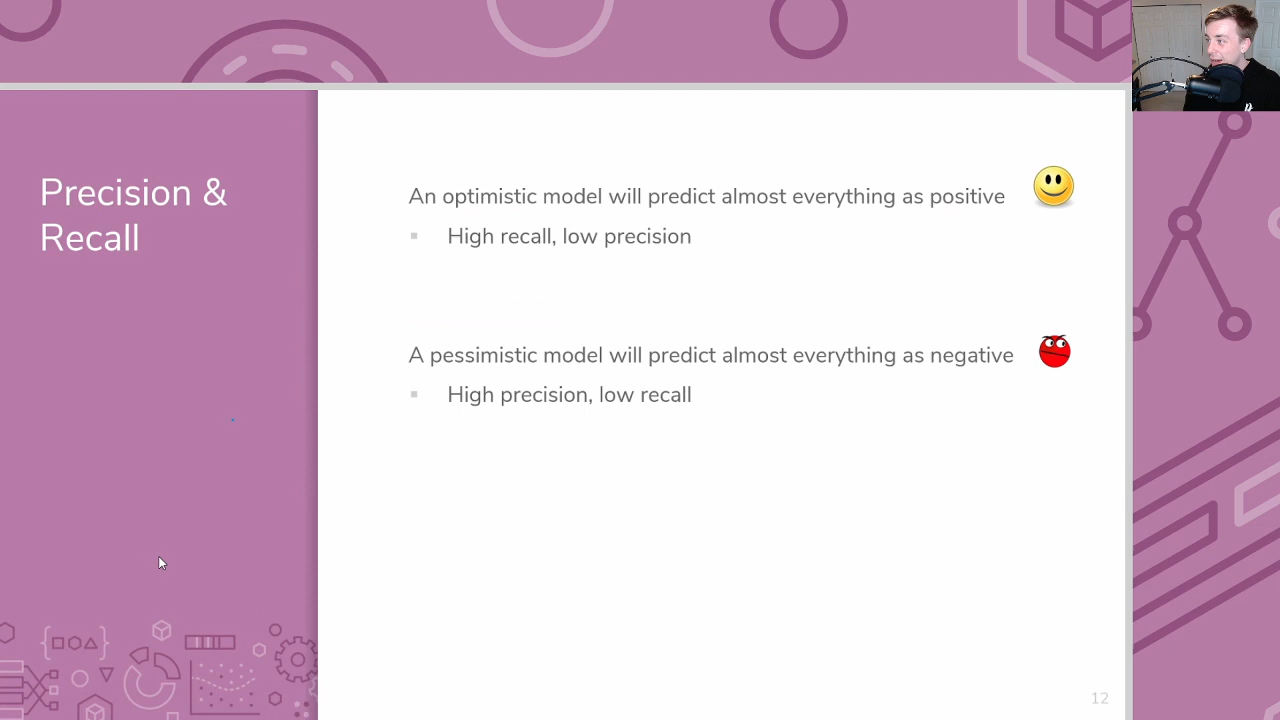 Precision &
Recall
An optimistic model will predict almost everything as positive
▪ High recall, low precision
A pessimistic model will predict almost everything as negative
▪ High precision, low recall
12